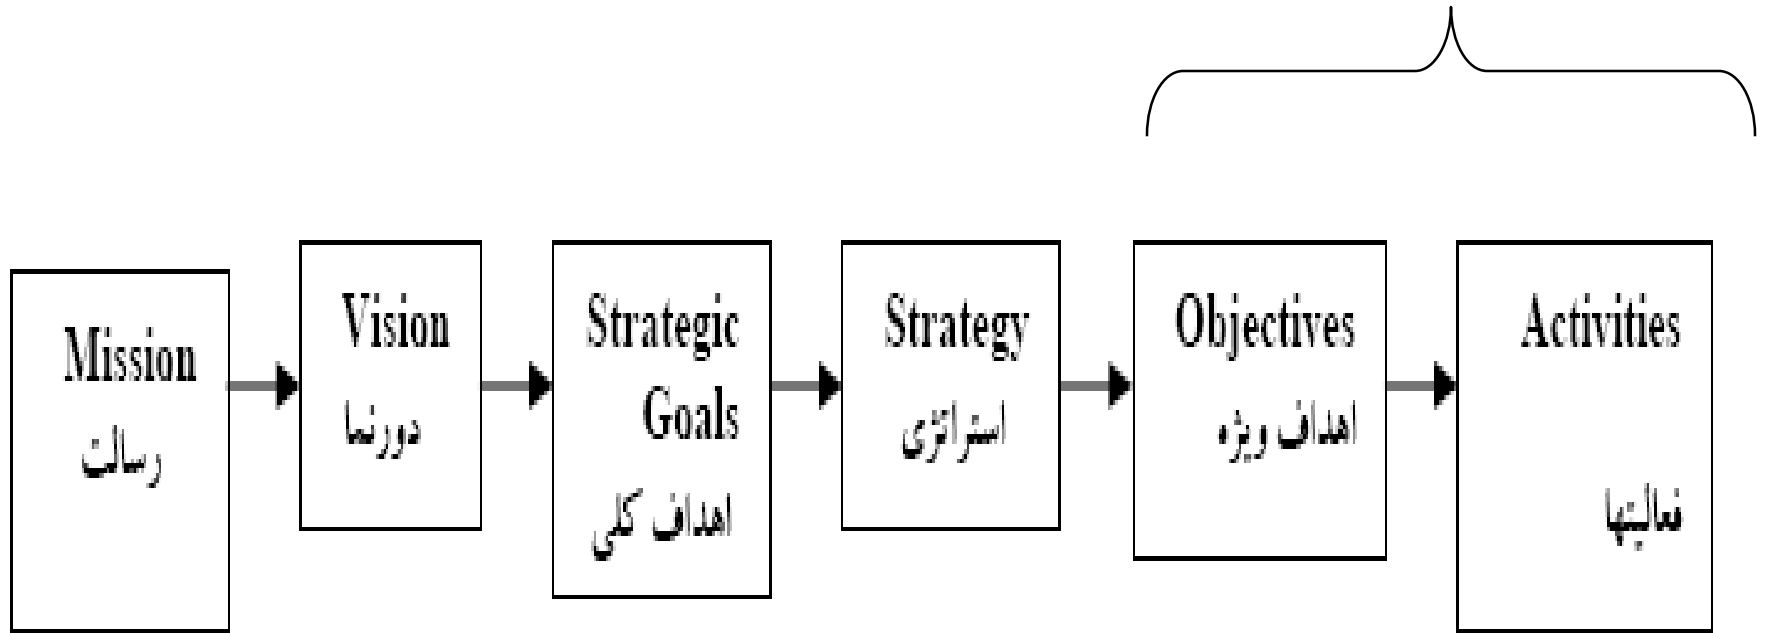 Mission
رسالت
Vision
دورنما
Strategic
Goals
اهداف کلی
Strategy
استراتژی
Objectives
اهداف ویژه
Activities
فعالیتها